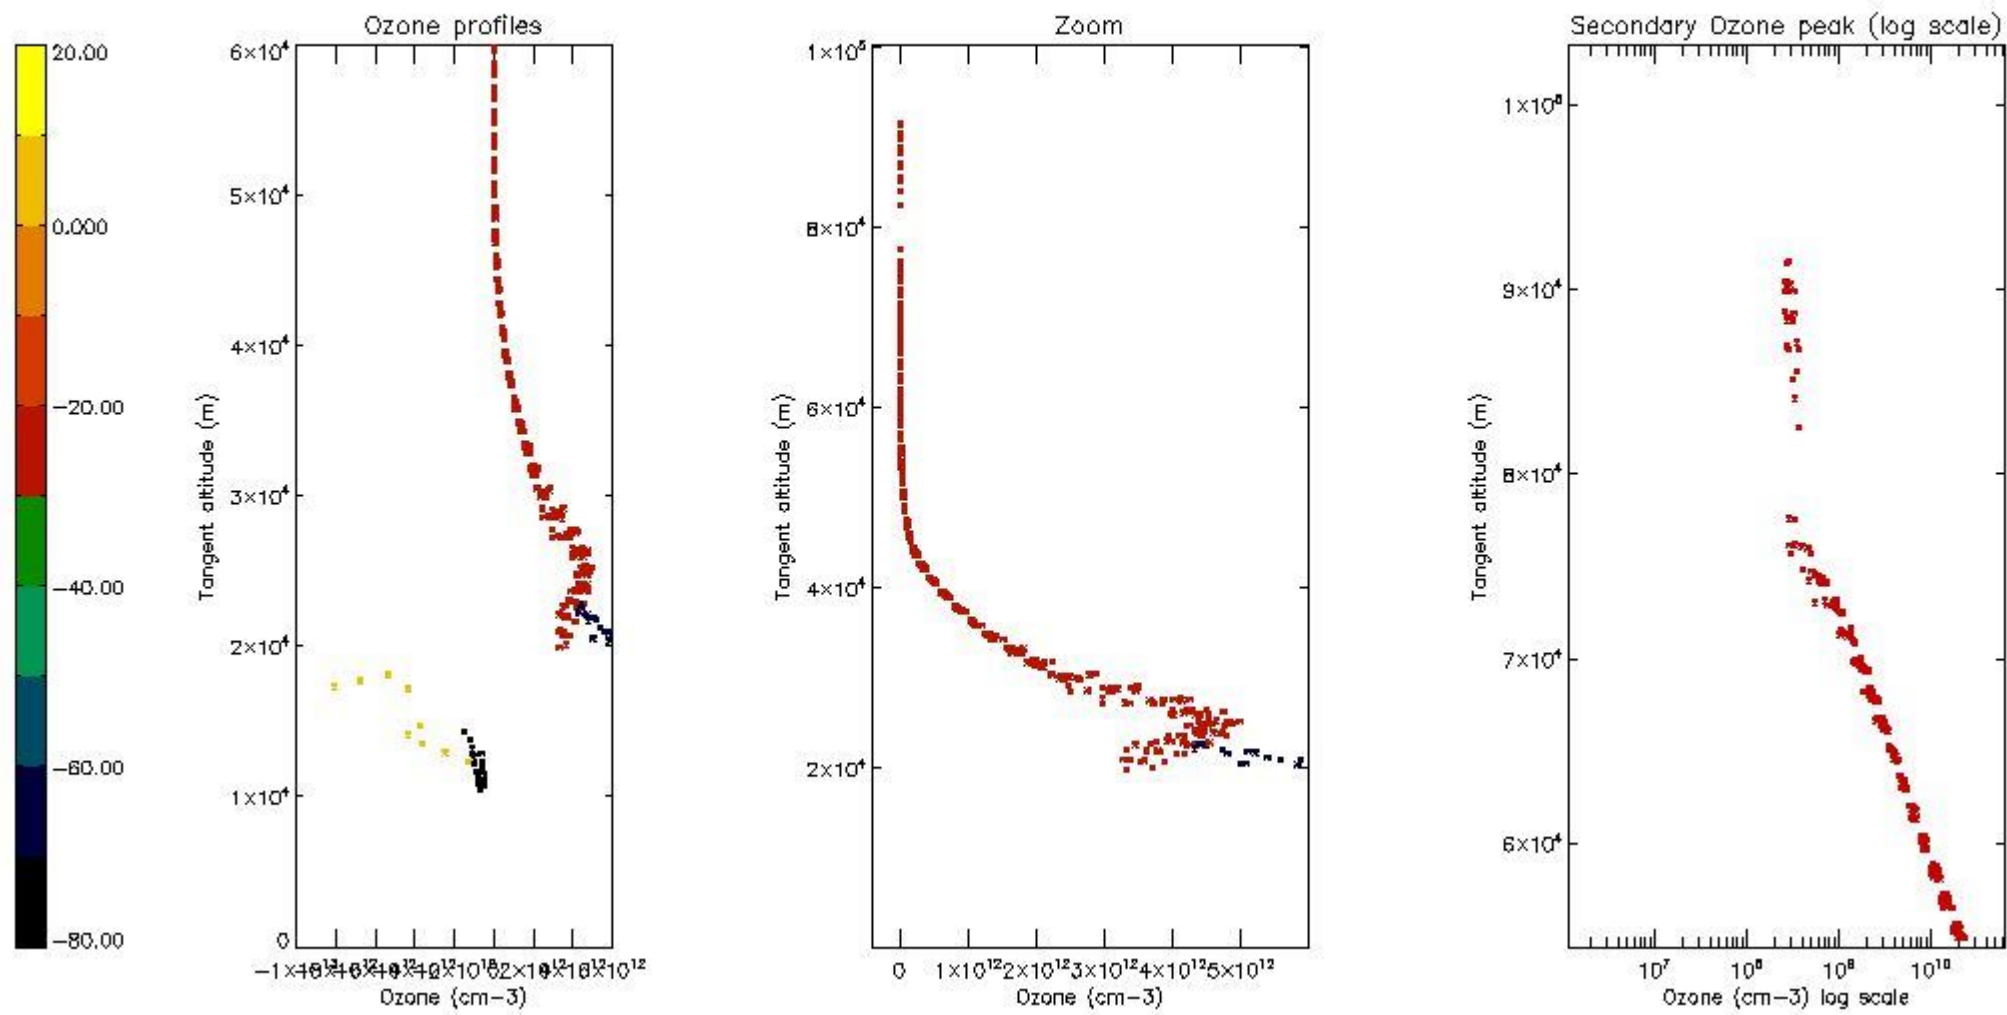 Ozone profiles
Zoom
Secondary Ozone peak (log scale)
20.00
0.000
−20.00
−40.00
−60.00
−80.00
6×10⁴
5×10⁴
4×10⁴
3×10⁴
2×10⁴
1×10⁴
0
Tangent altitude (m)
Ozone (cm−3)
1×10⁵
8×10⁴
6×10⁴
4×10⁴
2×10⁴
Tangent altitude (m)
0 1×10¹² 2×10¹² 3×10¹² 4×10¹² 5×10¹²
Ozone (cm−3)
9×10⁴
8×10⁴
7×10⁴
6×10⁴
Tangent altitude (m)
10⁷ 10⁸ 10⁹ 10¹⁰
Ozone (cm−3) log scale